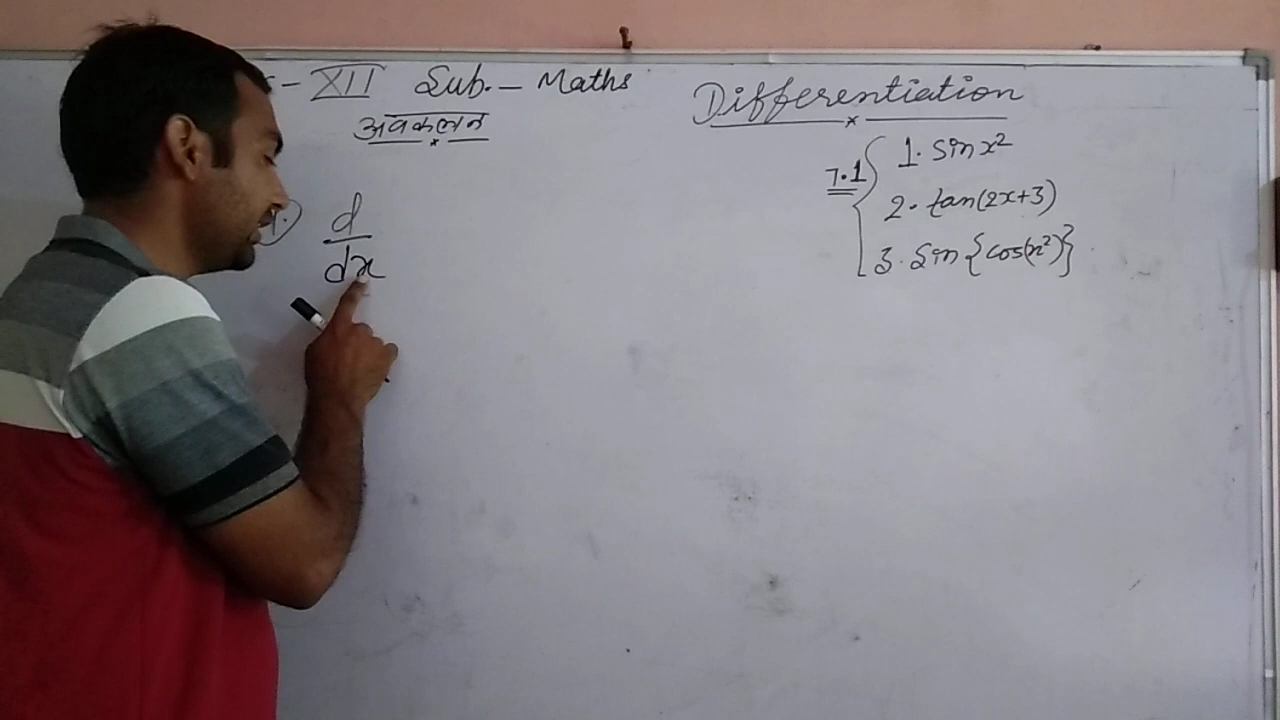 - XII Sub. - Maths
अवकलन
Differentiation
7.1
1. Sin x²
2. tan(2x+3)
3. Sin {cos(x²)}
1.
d
dx